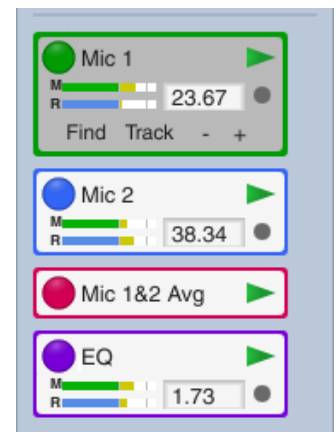 Mic 1
M
R 23.67
Find Track - +
Mic 2
M
R 38.34
Mic 1&2 Avg
EQ
M
R 1.73